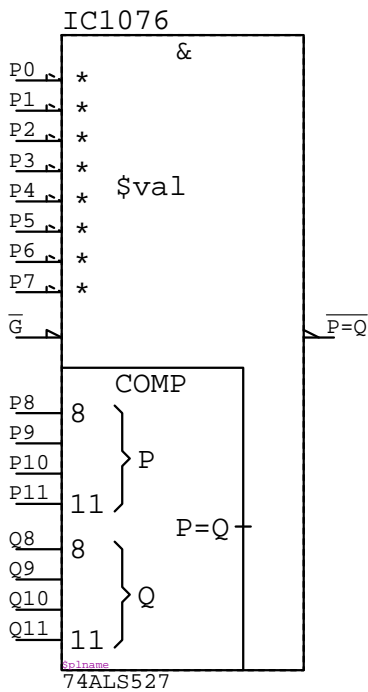 IC1076
&
P0 *
P1 *
P2 *
P3 *
P4 * $val
P5 *
P6 *
P7 *
G P=Q
COMP
P8 8
P9
P10 P
P11 11
P=Q
Q8 8
Q9
Q10 Q
Q11 11
$plname
74ALS527